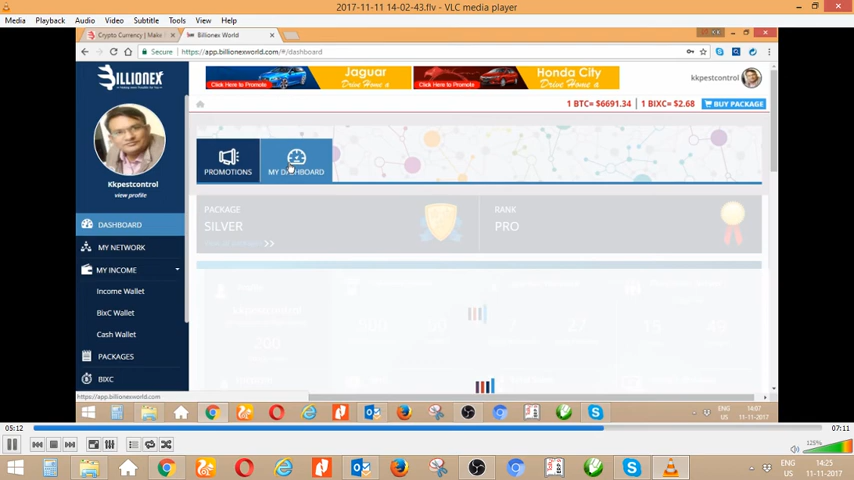 2017-11-11 14-02-43.flv - VLC media player
Media Playback Audio Video Subtitle Tools View Help
Crypto Currency | Make
Billionex World
Secure https://app.billionexworld.com/#/dashboard
BILLIONEX
Jaguar
Drive Home a
Click Here to Promote
Honda City
Drive Home a
Click Here to Promote
kkpestcontrol
1 BTC= $6691.34 | 1 BIXC= $2.68 BUY PACKAGE
PROMOTIONS
MY DASHBOARD
Kkpestcontrol
view profile
PACKAGE
SILVER
RANK
PRO
DASHBOARD
MY NETWORK
MY INCOME
Income Wallet
BixC Wallet
Cash Wallet
PACKAGES
BIXC
https://app.billionexworld.com
ENG
US
14:07
11-11-2017
05:12
07:11
125%
ENG
US
14:25
11-11-2017